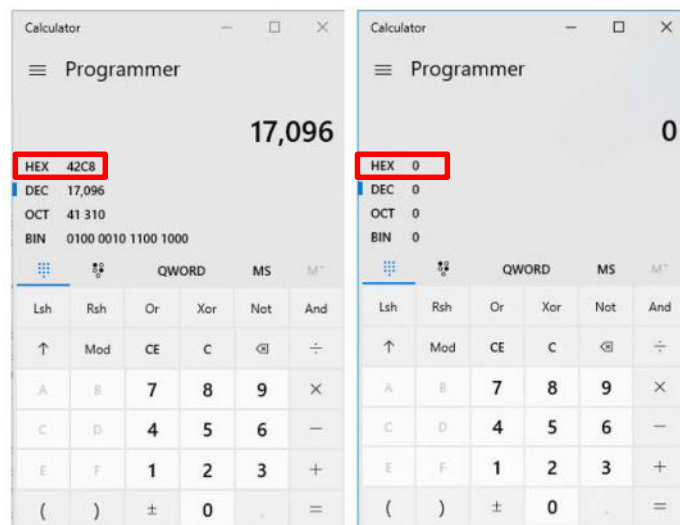 Calculator
Programmer
17,096
HEX 42C8
DEC 17,096
OCT 41 310
BIN 0100 0010 1100 1000
QWORD MS M˅
Lsh Rsh Or Xor Not And
↑ Mod CE C ⌫ ÷
A B 7 8 9 ×
C D 4 5 6 −
E F 1 2 3 +
( ) ± 0 . =
Calculator
Programmer
0
HEX 0
DEC 0
OCT 0
BIN 0
QWORD MS M˅
Lsh Rsh Or Xor Not And
↑ Mod CE C ⌫ ÷
A B 7 8 9 ×
C D 4 5 6 −
E F 1 2 3 +
( ) ± 0 . =